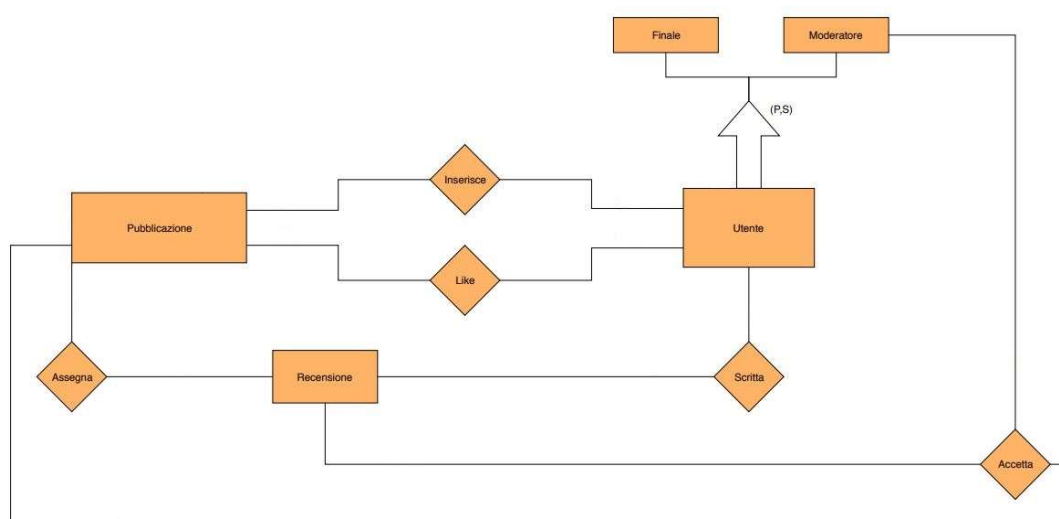 Finale
Moderatore
(P,S)
Inserisce
Pubblicazione
Utente
Like
Assegna
Recensione
Scritta
Accetta